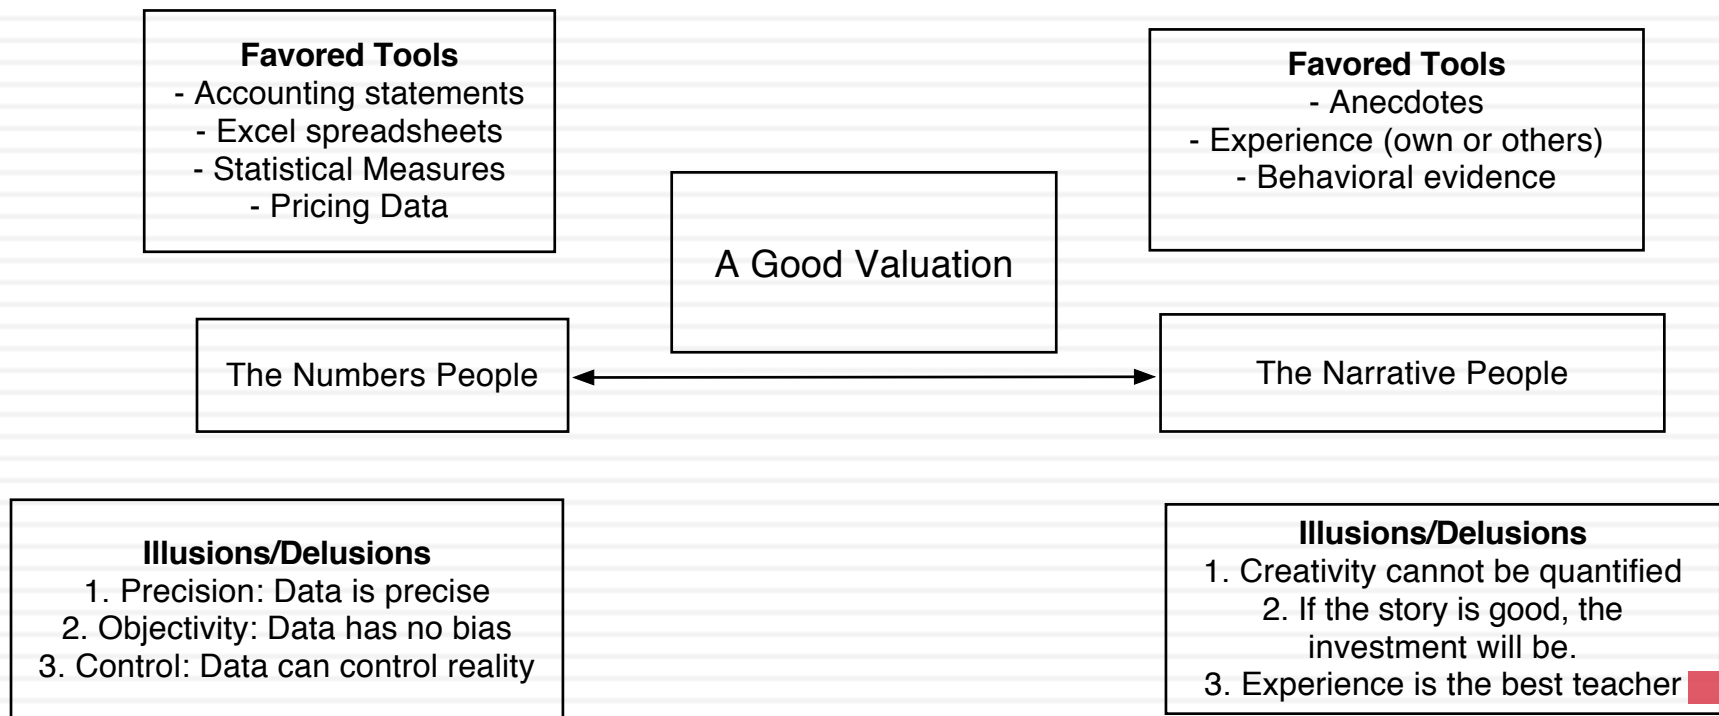 Favored Tools
- Accounting statements
- Excel spreadsheets
- Statistical Measures
- Pricing Data
Favored Tools
- Anecdotes
- Experience (own or others)
- Behavioral evidence
A Good Valuation
The Numbers People
The Narrative People
Illusions/Delusions
1. Precision: Data is precise
2. Objectivity: Data has no bias
3. Control: Data can control reality
Illusions/Delusions
1. Creativity cannot be quantified
2. If the story is good, the
investment will be.
3. Experience is the best teacher